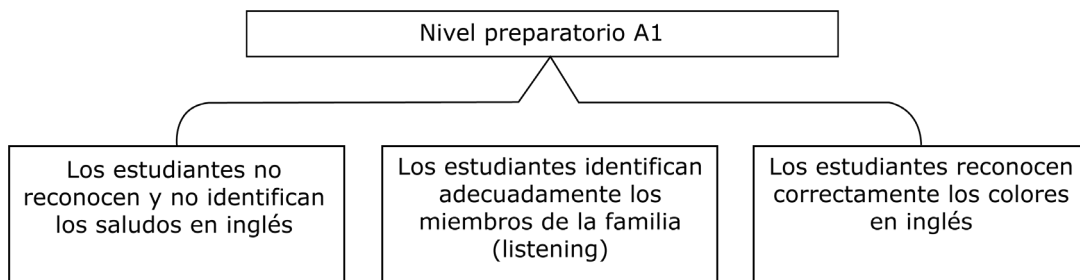 Nivel preparatorio A1
Los estudiantes no
reconocen y no identifican
los saludos en inglés
Los estudiantes identifican
adecuadamente los
miembros de la familia
(listening)
Los estudiantes reconocen
correctamente los colores
en inglés